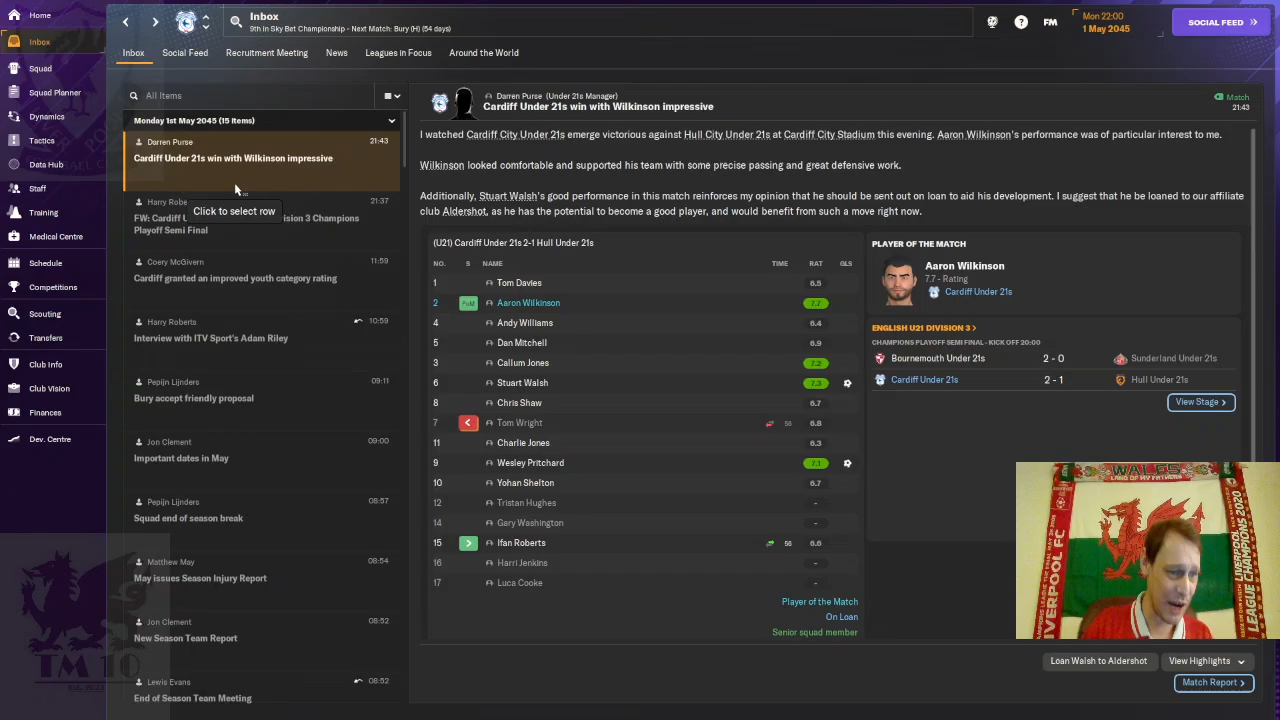 Home
Inbox
9th in Sky Bet Championship - Next Match: Bury (H) (54 days)
FM
Mon 22:00
1 May 2045
SOCIAL FEED
Inbox
Inbox
Social Feed
Recruitment Meeting
News
Leagues in Focus
Around the World
Squad
Squad Planner
Dynamics
Tactics
Data Hub
Staff
Training
Medical Centre
Schedule
Competitions
Scouting
Transfers
Club Info
Club Vision
Finances
Dev. Centre
All Items
Monday 1st May 2045 (15 Items)
Darren Purse
21:43
Cardiff Under 21s win with Wilkinson impressive
Harry Robe
21:37
Click to select row
FW: Cardiff U
ision 3 Champions
Playoff Semi Final
Coery McGivern
11:59
Cardiff granted an improved youth category rating
Harry Roberts
10:59
Interview with ITV Sport's Adam Riley
Pepijn Lijnders
09:11
Bury accept friendly proposal
Jon Clement
09:00
Important dates in May
Pepijn Lijnders
08:57
Squad end of season break
Matthew May
08:54
May issues Season Injury Report
Jon Clement
08:52
New Season Team Report
Lewis Evans
08:52
End of Season Team Meeting
TM10
Darren Purse (Under 21s Manager)
Cardiff Under 21s win with Wilkinson impressive
Match
21:43
I watched Cardiff City Under 21s emerge victorious against Hull City Under 21s at Cardiff City Stadium this evening. Aaron Wilkinson's performance was of particular interest to me.
Wilkinson looked comfortable and supported his team with some precise passing and great defensive work.
Additionally, Stuart Walsh's good performance in this match reinforces my opinion that he should be sent out on loan to aid his development. I suggest that he be loaned to our affiliate
club Aldershot, as he has the potential to become a good player, and would benefit from such a move right now.
(U21) Cardiff Under 21s 2-1 Hull Under 21s
NO. S NAME TIME RAT GLS
1 Tom Davies 6.5
2 PoM Aaron Wilkinson 7.7
4 Andy Williams 6.4
5 Dan Mitchell 6.9
3 Callum Jones 7.2
6 Stuart Walsh 7.3
8 Chris Shaw 6.7
7 Tom Wright 56 6.8
11 Charlie Jones 6.3
9 Wesley Pritchard 7.1
10 Yohan Shelton 6.7
12 Tristan Hughes -
14 Gary Washington -
15 Ifan Roberts 56 6.6
16 Harri Jenkins -
17 Luca Cooke -
Player of the Match
On Loan
Senior squad member
PLAYER OF THE MATCH
Aaron Wilkinson
7.7 - Rating
Cardiff Under 21s
ENGLISH U21 DIVISION 3 >
CHAMPIONS PLAYOFF SEMI FINAL - KICK OFF 20:00
Bournemouth Under 21s 2 - 0 Sunderland Under 21s
Cardiff Under 21s 2 - 1 Hull Under 21s
View Stage >
WALES
LAND OF MY FATHERS
LIVERPOOL FC
LIVERPOOL
LEAGUE CHAMPIONS 2020
Loan Walsh to Aldershot
View Highlights
Match Report >